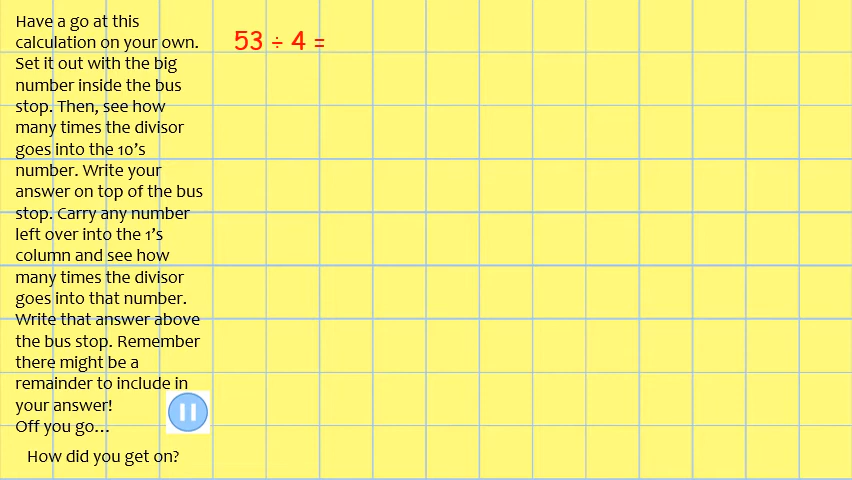 Have a go at this
calculation on your own.
Set it out with the big
number inside the bus
stop. Then, see how
many times the divisor
goes into the 10’s
number. Write your
answer on top of the bus
stop. Carry any number
left over into the 1’s
column and see how
many times the divisor
goes into that number.
Write that answer above
the bus stop. Remember
there might be a
remainder to include in
your answer!
Off you go…
How did you get on?
53 ÷ 4 =